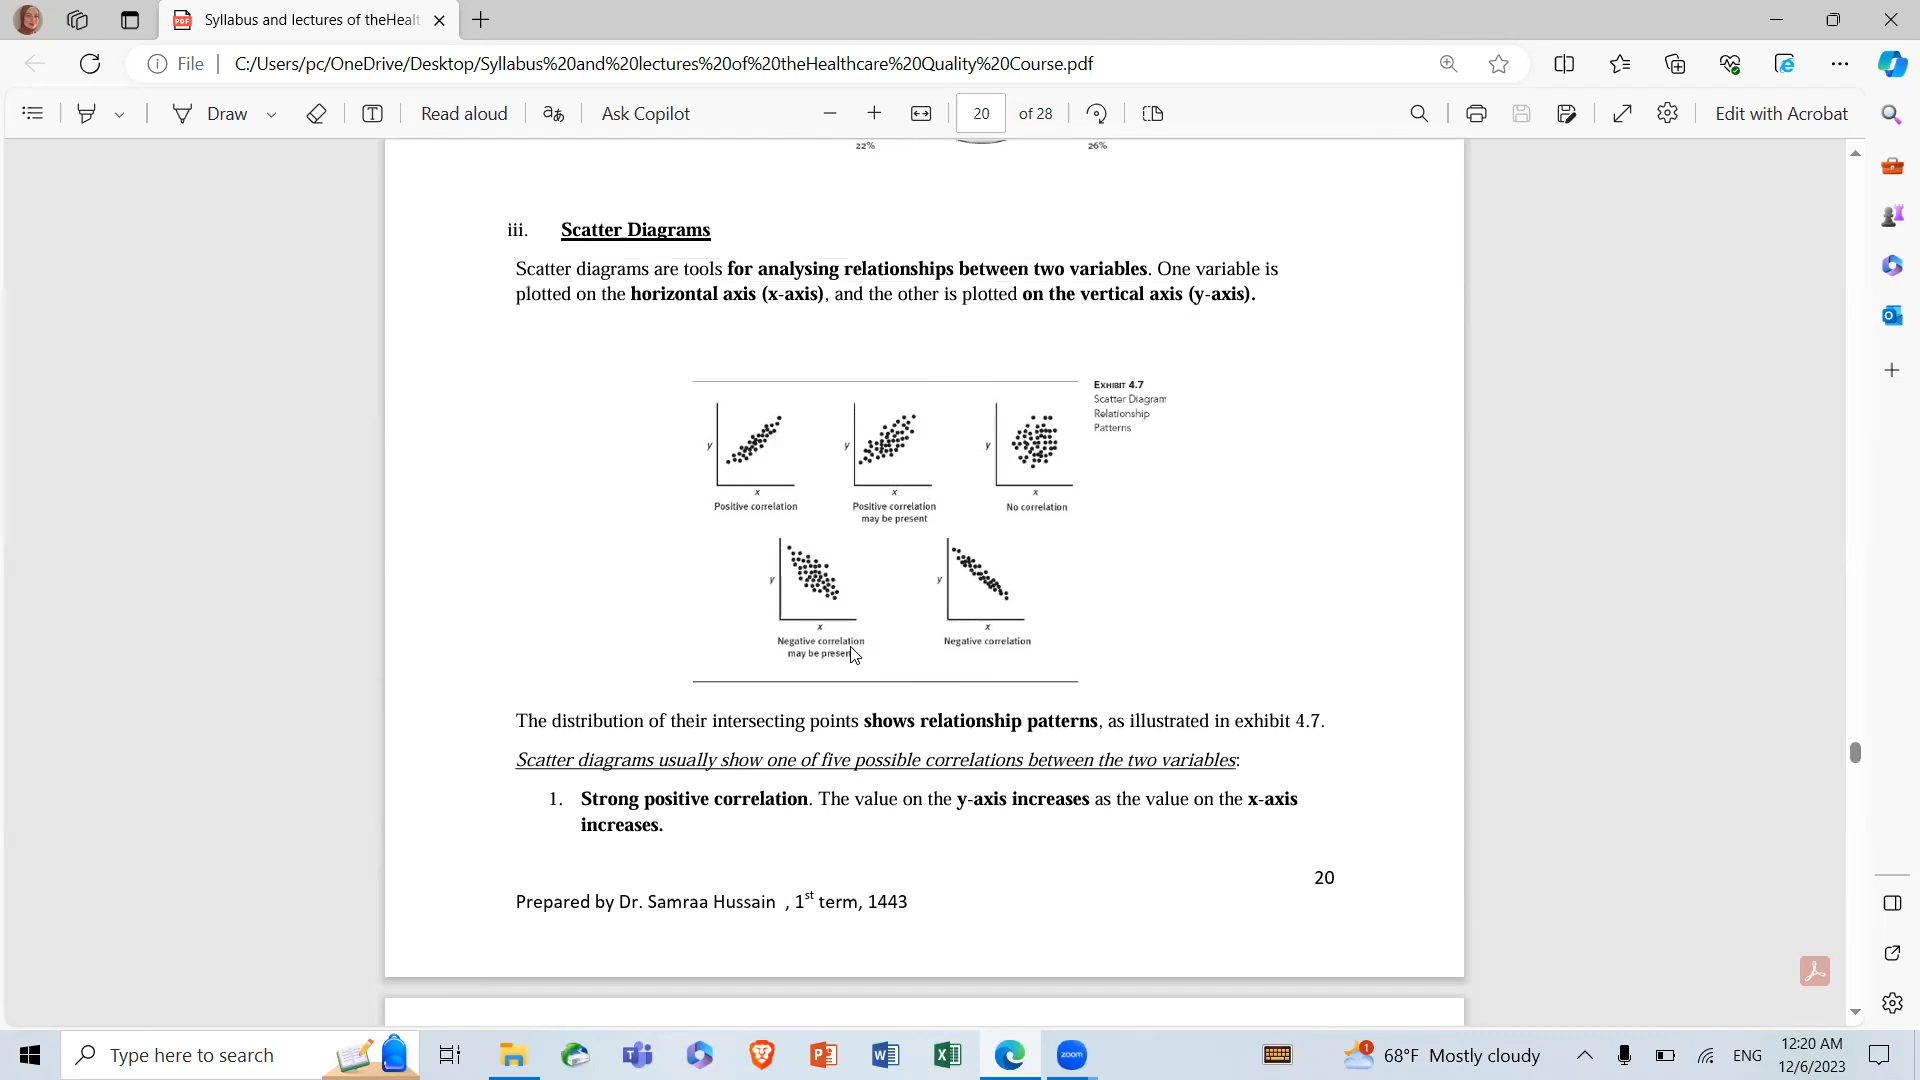 Syllabus and lectures of theHealt
File
C:/Users/pc/OneDrive/Desktop/Syllabus%20and%20lectures%20of%20theHealthcare%20Quality%20Course.pdf
Draw
Read aloud
aあ
Ask Copilot
20 of 28
Edit with Acrobat
22% 26%
iii. Scatter Diagrams
Scatter diagrams are tools for analysing relationships between two variables. One variable is
plotted on the horizontal axis (x-axis), and the other is plotted on the vertical axis (y-axis).
EXHIBIT 4.7
Scatter Diagram
Relationship
Patterns
y y y
x x x
Positive correlation
Positive correlation
may be present
No correlation
y y
x x
Negative correlation
may be present
Negative correlation
The distribution of their intersecting points shows relationship patterns, as illustrated in exhibit 4.7.
Scatter diagrams usually show one of five possible correlations between the two variables:
1. Strong positive correlation. The value on the y-axis increases as the value on the x-axis
increases.
20
Prepared by Dr. Samraa Hussain , 1st term, 1443
Type here to search
zoom
1
68°F Mostly cloudy
ENG
12:20 AM
12/6/2023